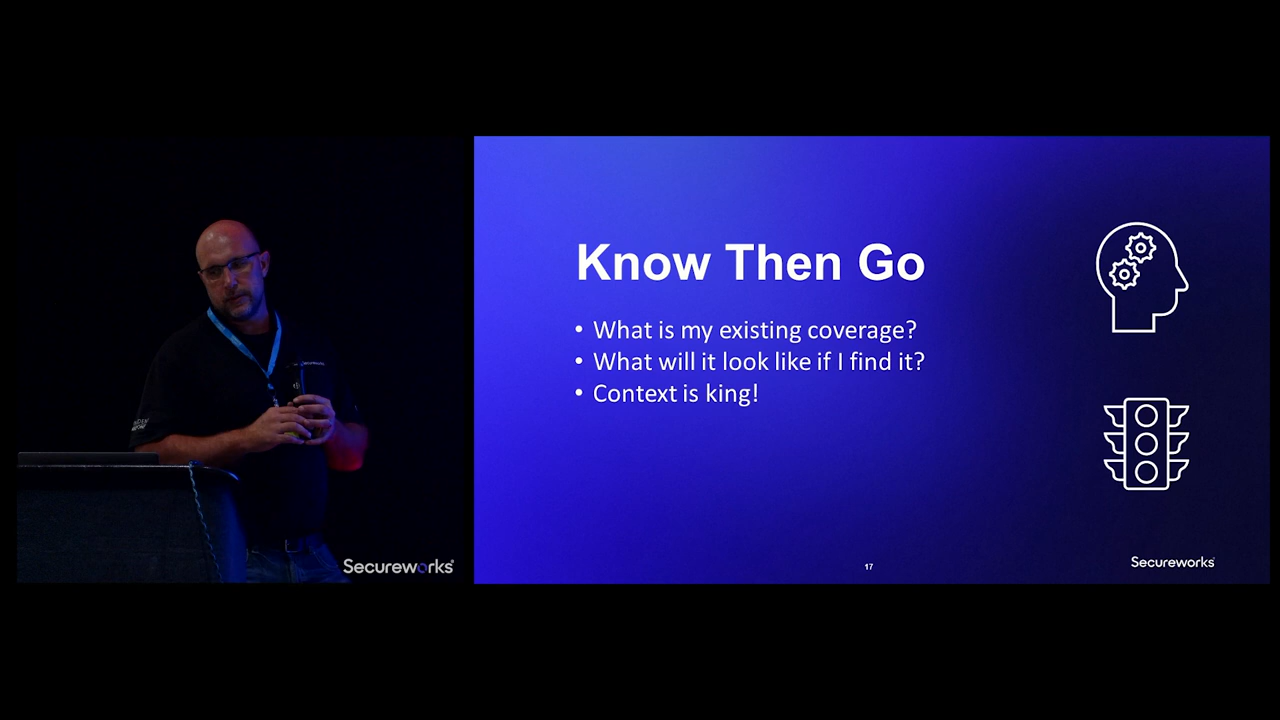 Know Then Go
• What is my existing coverage?
• What will it look like if I find it?
• Context is king!
17
Secureworks
Secureworks